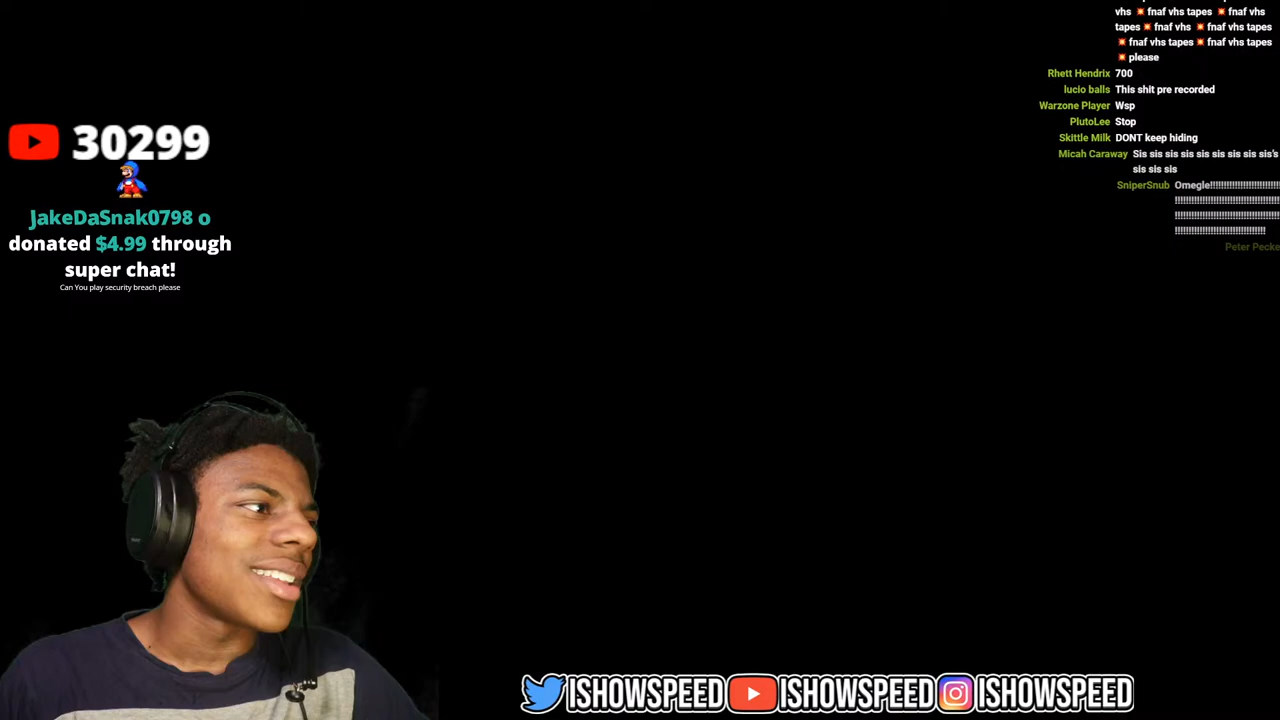 30299
JakeDaSnak0798 o
donated $4.99 through
super chat!
Can You play security breach please
vhs 💥fnaf vhs tapes 💥fnaf vhs
tapes💥fnaf vhs 💥fnaf vhs tapes
💥fnaf vhs tapes💥fnaf vhs tapes
💥please
Rhett Hendrix 700
lucio balls This shit pre recorded
Warzone Player Wsp
PlutoLee Stop
Skittle Milk DONT keep hiding
Micah Caraway Sis sis sis sis sis sis sis sis sis's
sis sis sis
SniperSnub Omegle!!!!!!!!!!!!!!!!!!!!!!!!!!!!
!!!!!!!!!!!!!!!!!!!!!!!!!!!!!!!!!!!!!!!
!!!!!!!!!!!!!!!!!!!!!!!!!!!!!!!!!!!!!!!
!!!!!!!!!!!!!!!!!!!!!!!!!!!!!!!!!
Peter Pecke
ISHOWSPEED ISHOWSPEED ISHOWSPEED